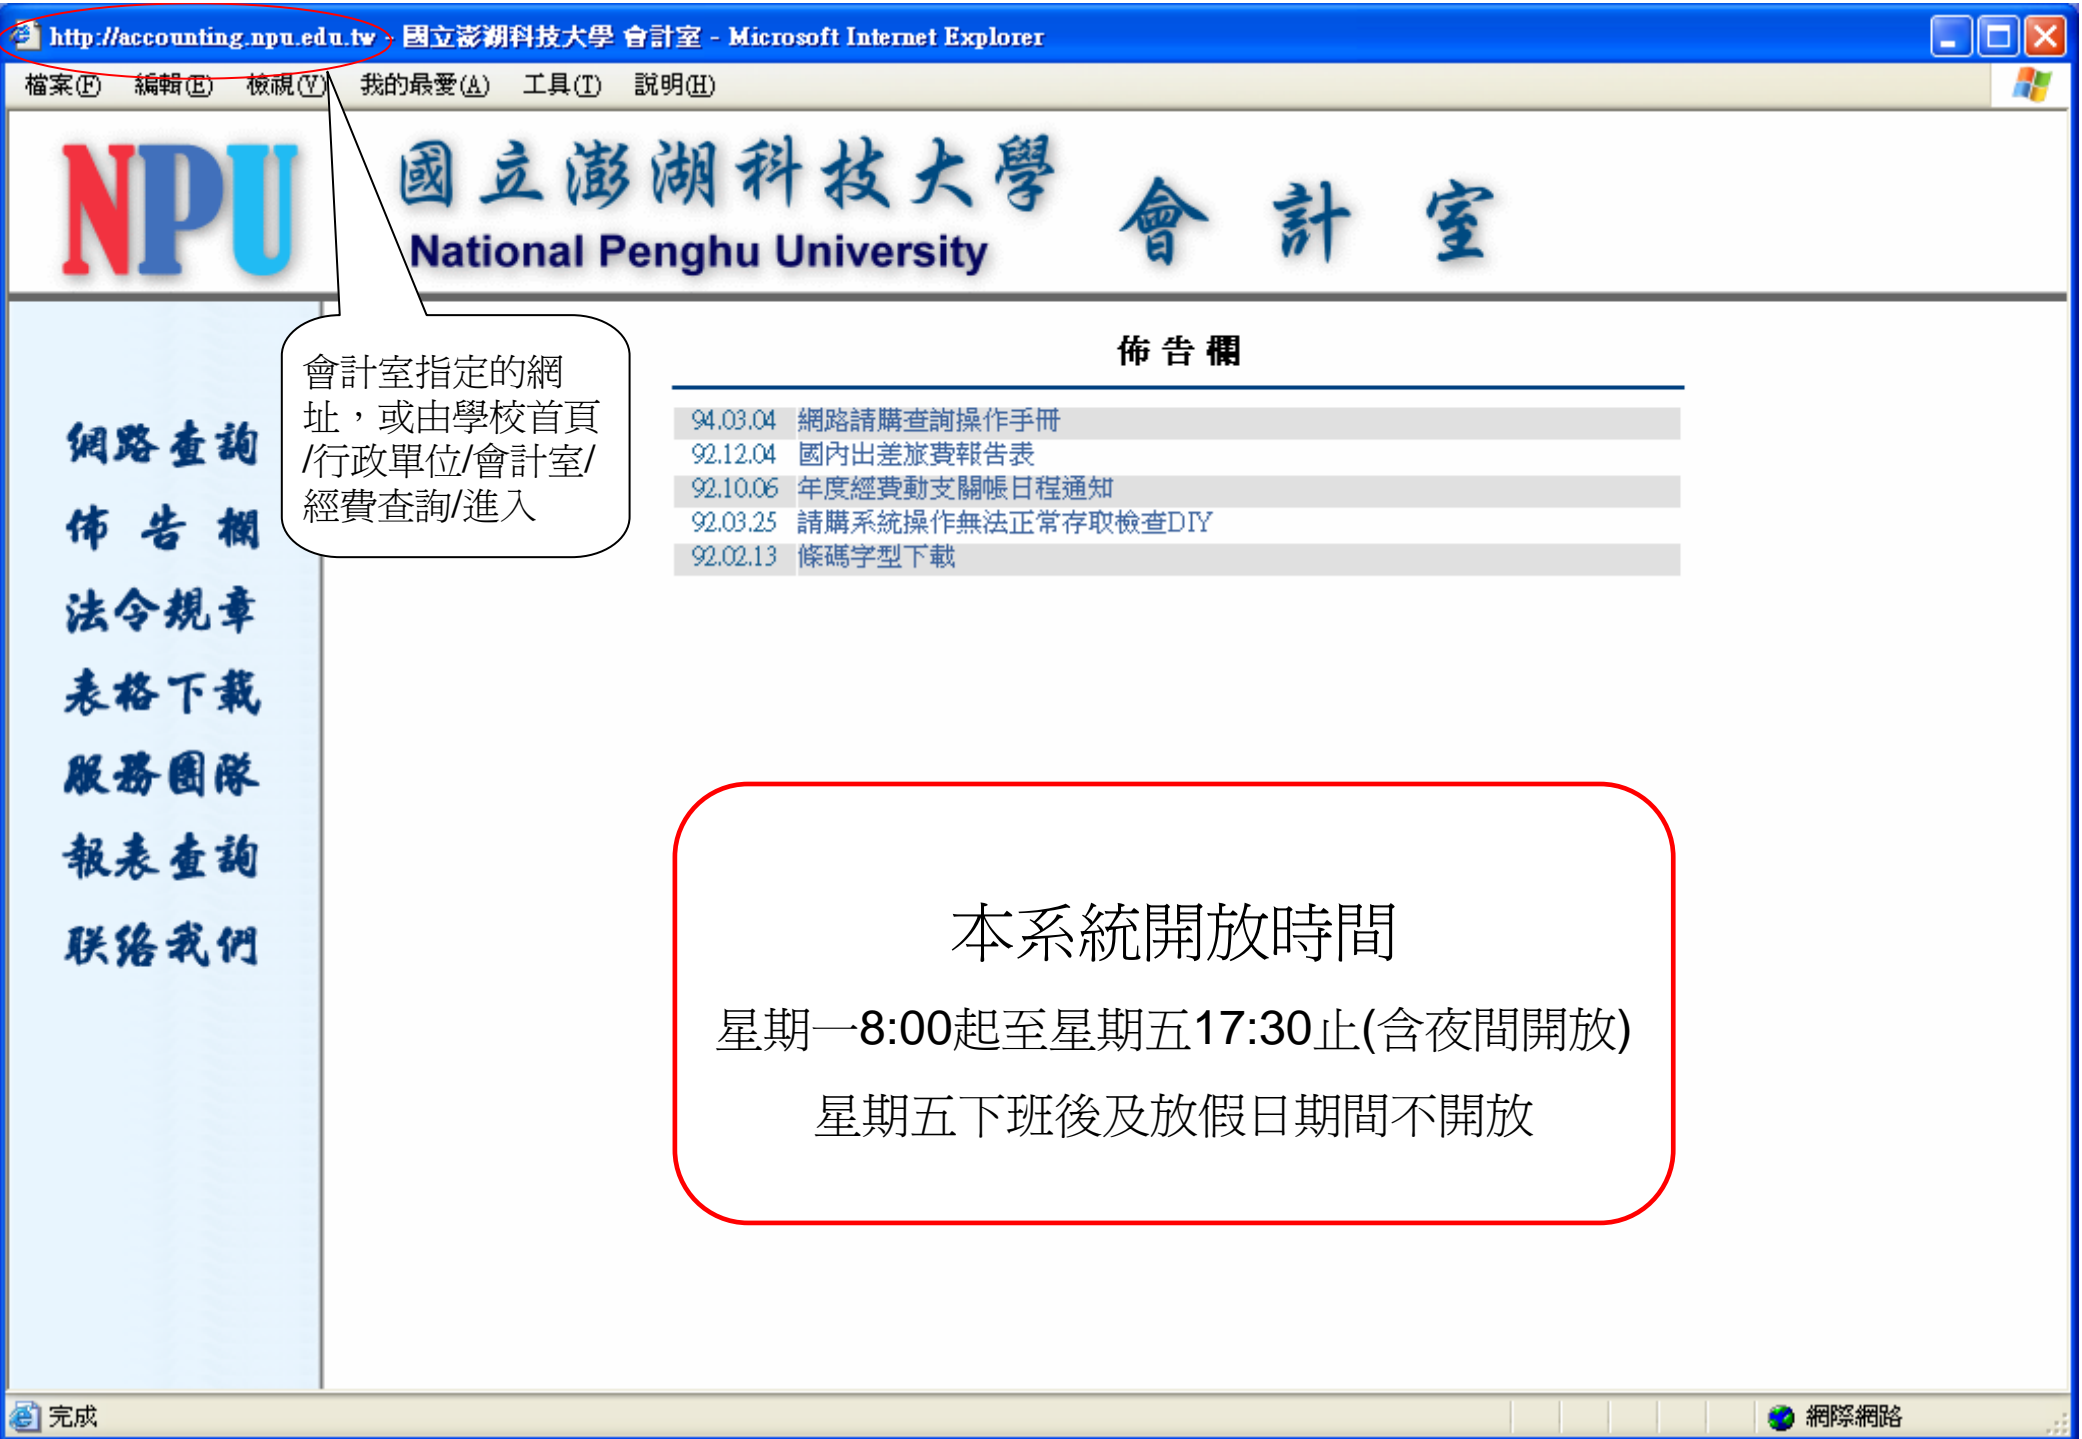 http://accounting.npu.edu.tw - 國立澎湖科技大學 會計室 - Microsoft Internet Explorer
檔案(F) 編輯(E) 檢視(V) 我的最愛(A) 工具(T) 說明(H)
NPU
國立澎湖科技大學
National Penghu University
會計室
會計室指定的網
址，或由學校首頁
/行政單位/會計室/
經費查詢/進入
網路查詢
佈告欄
法令規章
表格下載
服務團隊
報表查詢
联絡我們
佈告欄
94.03.04 網路請購查詢操作手冊
92.12.04 國內出差旅費報告表
92.10.06 年度經費動支關帳日程通知
92.03.25 請購系統操作無法正常存取檢查DIY
92.02.13 條碼字型下載
本系統開放時間
星期一8:00起至星期五17:30止(含夜間開放)
星期五下班後及放假日期間不開放
完成
網際網路